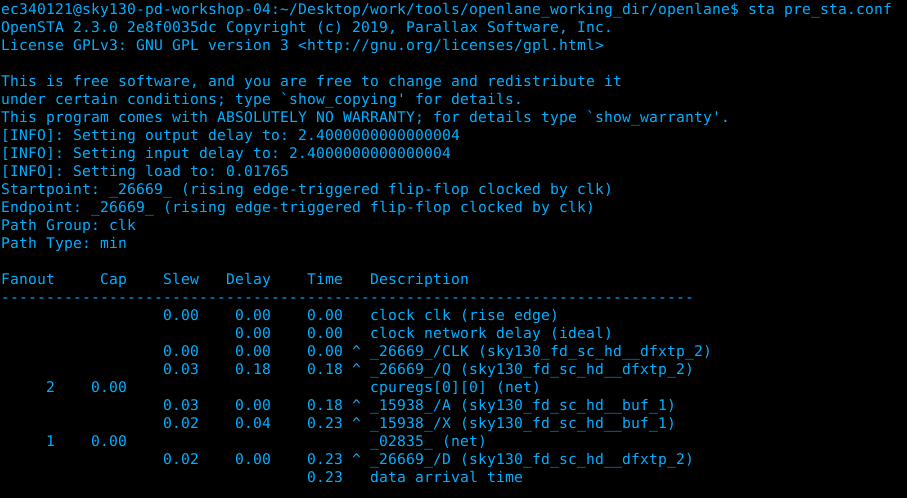 ec340121@sky130-pd-workshop-04:~/Desktop/work/tools/openlane_working_dir/openlane$ sta pre_sta.conf
OpenSTA 2.3.0 2e8f0035dc Copyright (c) 2019, Parallax Software, Inc.
License GPLv3: GNU GPL version 3 <http://gnu.org/licenses/gpl.html>

This is free software, and you are free to change and redistribute it
under certain conditions; type `show_copying' for details.
This program comes with ABSOLUTELY NO WARRANTY; for details type `show_warranty'.
[INFO]: Setting output delay to: 2.4000000000000004
[INFO]: Setting input delay to: 2.4000000000000004
[INFO]: Setting load to: 0.01765
Startpoint: _26669_ (rising edge-triggered flip-flop clocked by clk)
Endpoint: _26669_ (rising edge-triggered flip-flop clocked by clk)
Path Group: clk
Path Type: min

Fanout     Cap    Slew   Delay    Time   Description
-----------------------------------------------------------------------------
                  0.00    0.00    0.00   clock clk (rise edge)
                          0.00    0.00   clock network delay (ideal)
                  0.00    0.00    0.00 ^ _26669_/CLK (sky130_fd_sc_hd__dfxtp_2)
                  0.03    0.18    0.18 ^ _26669_/Q (sky130_fd_sc_hd__dfxtp_2)
     2    0.00                           cpuregs[0][0] (net)
                  0.03    0.00    0.18 ^ _15938_/A (sky130_fd_sc_hd__buf_1)
                  0.02    0.04    0.23 ^ _15938_/X (sky130_fd_sc_hd__buf_1)
     1    0.00                           _02835_ (net)
                  0.02    0.00    0.23 ^ _26669_/D (sky130_fd_sc_hd__dfxtp_2)
                                  0.23   data arrival time